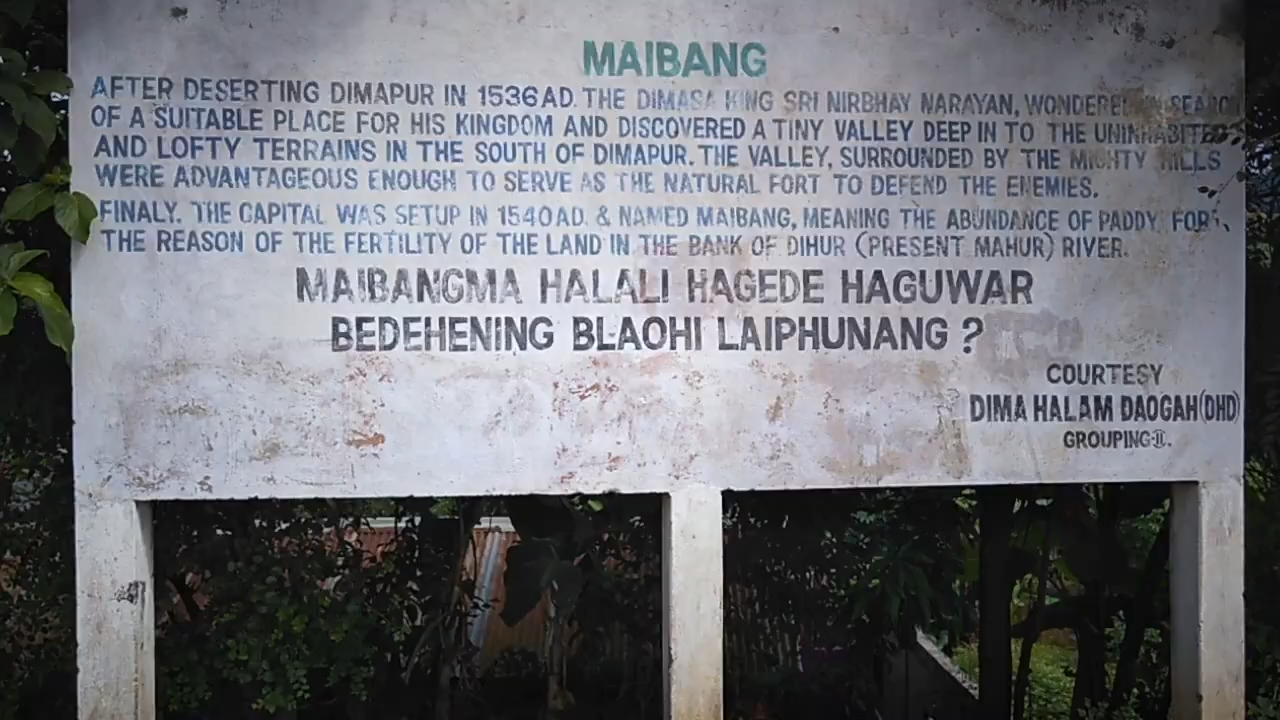 MAIBANG
AFTER DESERTING DIMAPUR IN 1536 AD. THE DIMASA KING SRI NIRBHAY NARAYAN, WONDERED IN SEARCH
OF A SUITABLE PLACE FOR HIS KINGDOM AND DISCOVERED A TINY VALLEY DEEP IN TO THE UNINHABITED
AND LOFTY TERRAINS IN THE SOUTH OF DIMAPUR. THE VALLEY, SURROUNDED BY THE MIGHTY HILLS
WERE ADVANTAGEOUS ENOUGH TO SERVE AS THE NATURAL FORT TO DEFEND THE ENEMIES.
FINALY. THE CAPITAL WAS SETUP IN 1540 AD. & NAMED MAIBANG, MEANING THE ABUNDANCE OF PADDY FOR
THE REASON OF THE FERTILITY OF THE LAND IN THE BANK OF DIHUR (PRESENT MAHUR) RIVER.
MAIBANGMA HALALI HAGEDE HAGUWAR
BEDEHENING BLAOHI LAIPHUNANG ?
COURTESY
DIMA HALAM DAOGAH (DHD)
GROUPING II.